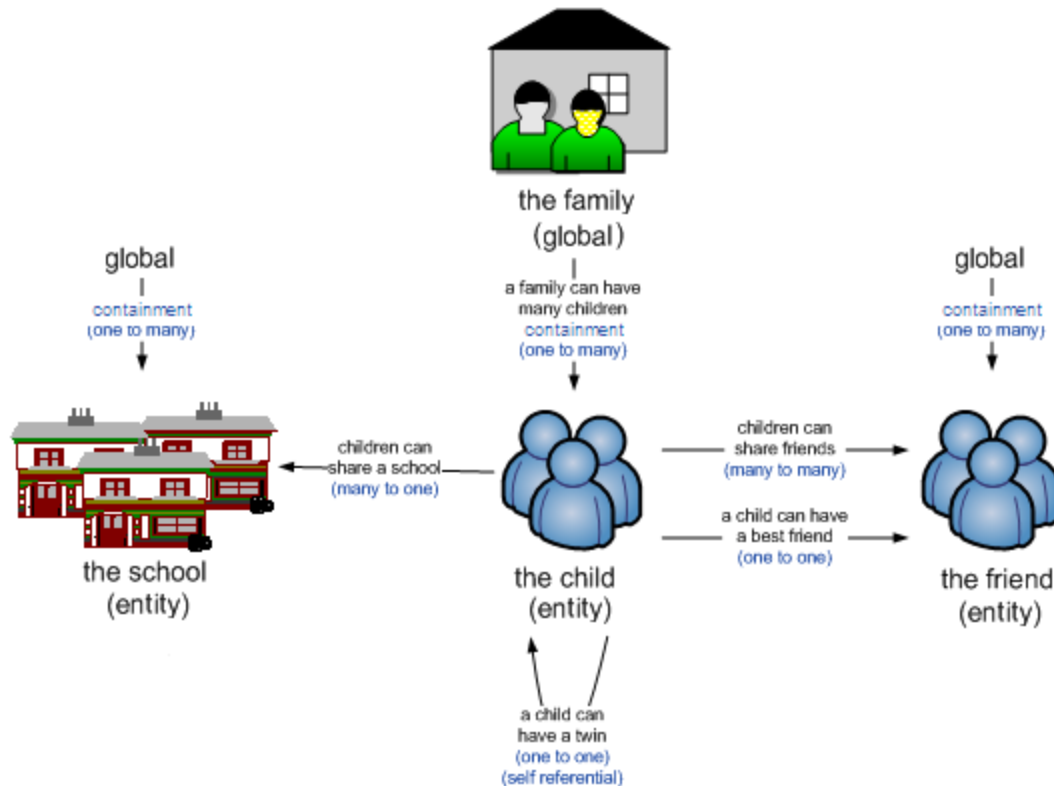 the family
(global)
global
containment
(one to many)
a family can have
many children
containment
(one to many)
global
containment
(one to many)
children can
share a school
(many to one)
children can
share friends
(many to many)
a child can have
a best friend
(one to one)
the school
(entity)
the child
(entity)
the friend
(entity)
a child can
have a twin
(one to one)
(self referential)